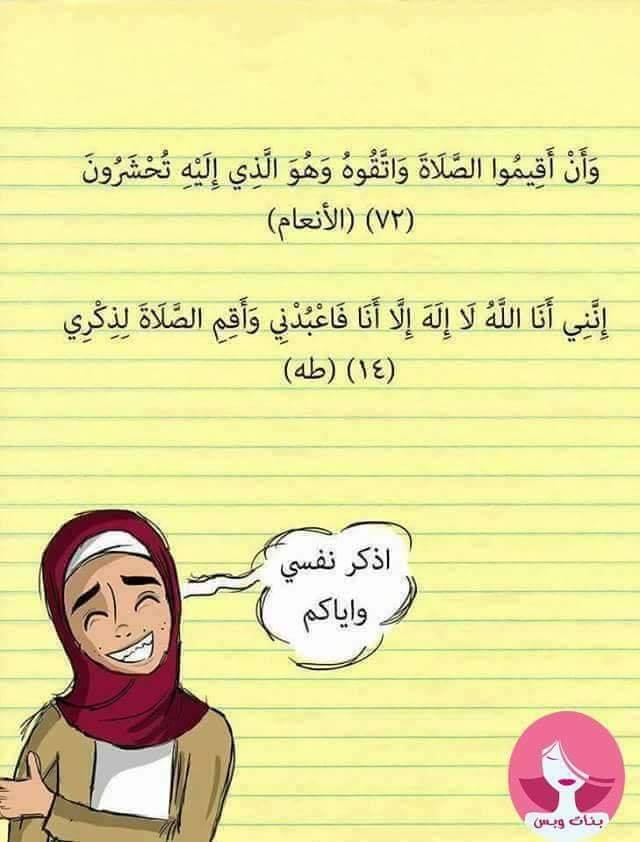 وَأَنْ أَقِيمُوا الصَّلَاةَ وَاتَّقُوهُ وَهُوَ الَّذِي إِلَيْهِ تُحْشَرُونَ
(٧٢) (الأنعام)
إِنَّنِي أَنَا اللَّهُ لَا إِلَهَ إِلَّا أَنَا فَاعْبُدْنِي وَأَقِمِ الصَّلَاةَ لِذِكْرِي
(١٤) (طه)
اذكر نفسي
واياكم
بنات وبس